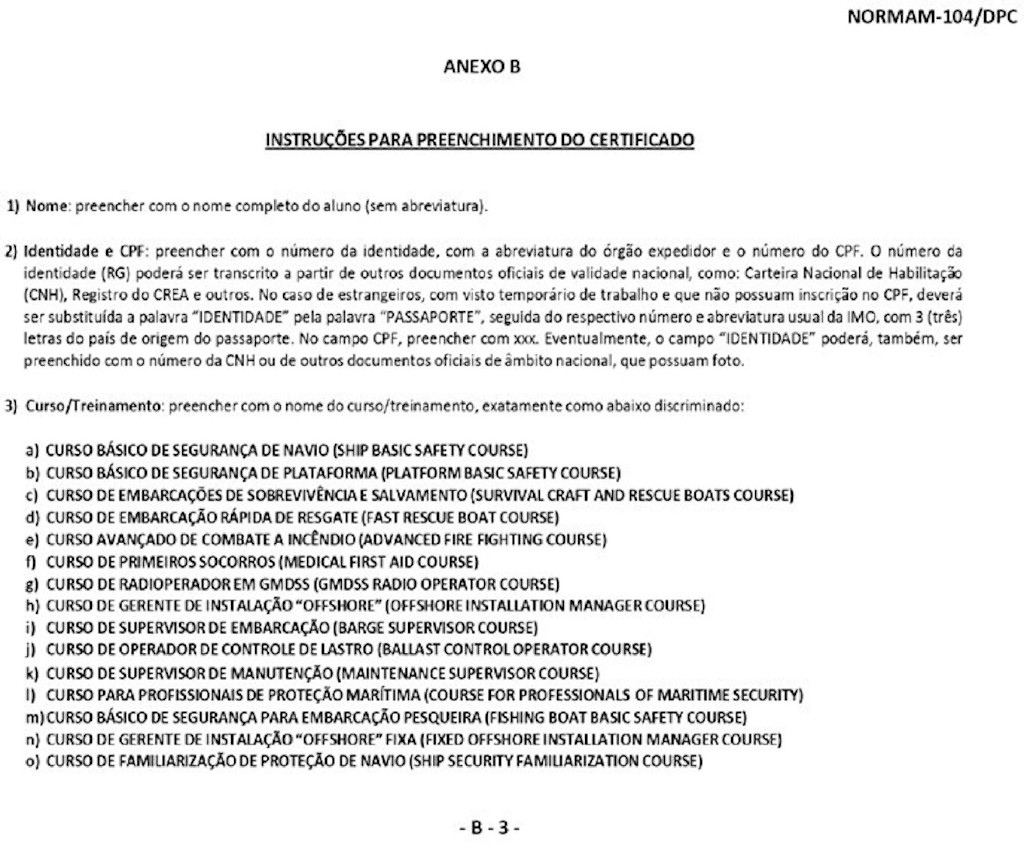 NORMAM-104/DPC
ANEXO B
INSTRUÇÕES PARA PREENCHIMENTO DO CERTIFICADO
1) Nome: preencher com o nome completo do aluno (sem abreviatura).
2) Identidade e CPF: preencher com o número da identidade, com a abreviatura do órgão expedidor e o número do CPF. O número da
identidade (RG) poderá ser transcrito a partir de outros documentos oficiais de validade nacional, como: Carteira Nacional de Habilitação
(CNH), Registro do CREA e outros. No caso de estrangeiros, com visto temporário de trabalho e que não possuam inscrição no CPF, deverá
ser substituída a palavra "IDENTIDADE" pela palavra "PASSAPORTE", seguida do respectivo número e abreviatura usual da IMO, com 3 (três)
letras do país de origem do passaporte. No campo CPF, preencher com xxx. Eventualmente, o campo "IDENTIDADE" poderá, também, ser
preenchido com o número da CNH ou de outros documentos oficiais de âmbito nacional, que possuam foto.
3) Curso/Treinamento: preencher com o nome do curso/treinamento, exatamente como abaixo discriminado:
a) CURSO BÁSICO DE SEGURANÇA DE NAVIO (SHIP BASIC SAFETY COURSE)
b) CURSO BÁSICO DE SEGURANÇA DE PLATAFORMA (PLATFORM BASIC SAFETY COURSE)
c) CURSO DE EMBARCAÇÕES DE SOBREVIVÊNCIA E SALVAMENTO (SURVIVAL CRAFT AND RESCUE BOATS COURSE)
d) CURSO DE EMBARCAÇÃO RÁPIDA DE RESGATE (FAST RESCUE BOAT COURSE)
e) CURSO AVANÇADO DE COMBATE A INCÊNDIO (ADVANCED FIRE FIGHTING COURSE)
f) CURSO DE PRIMEIROS SOCORROS (MEDICAL FIRST AID COURSE)
g) CURSO DE RADIOPERADOR EM GMDSS (GMDSS RADIO OPERATOR COURSE)
h) CURSO DE GERENTE DE INSTALAÇÃO "OFFSHORE" (OFFSHORE INSTALLATION MANAGER COURSE)
i) CURSO DE SUPERVISOR DE EMBARCAÇÃO (BARGE SUPERVISOR COURSE)
j) CURSO DE OPERADOR DE CONTROLE DE LASTRO (BALLAST CONTROL OPERATOR COURSE)
k) CURSO DE SUPERVISOR DE MANUTENÇÃO (MAINTENANCE SUPERVISOR COURSE)
l) CURSO PARA PROFISSIONAIS DE PROTEÇÃO MARÍTIMA (COURSE FOR PROFESSIONALS OF MARITIME SECURITY)
m) CURSO BÁSICO DE SEGURANÇA PARA EMBARCAÇÃO PESQUEIRA (FISHING BOAT BASIC SAFETY COURSE)
n) CURSO DE GERENTE DE INSTALAÇÃO "OFFSHORE" FIXA (FIXED OFFSHORE INSTALLATION MANAGER COURSE)
o) CURSO DE FAMILIARIZAÇÃO DE PROTEÇÃO DE NAVIO (SHIP SECURITY FAMILIARIZATION COURSE)
- B - 3 -